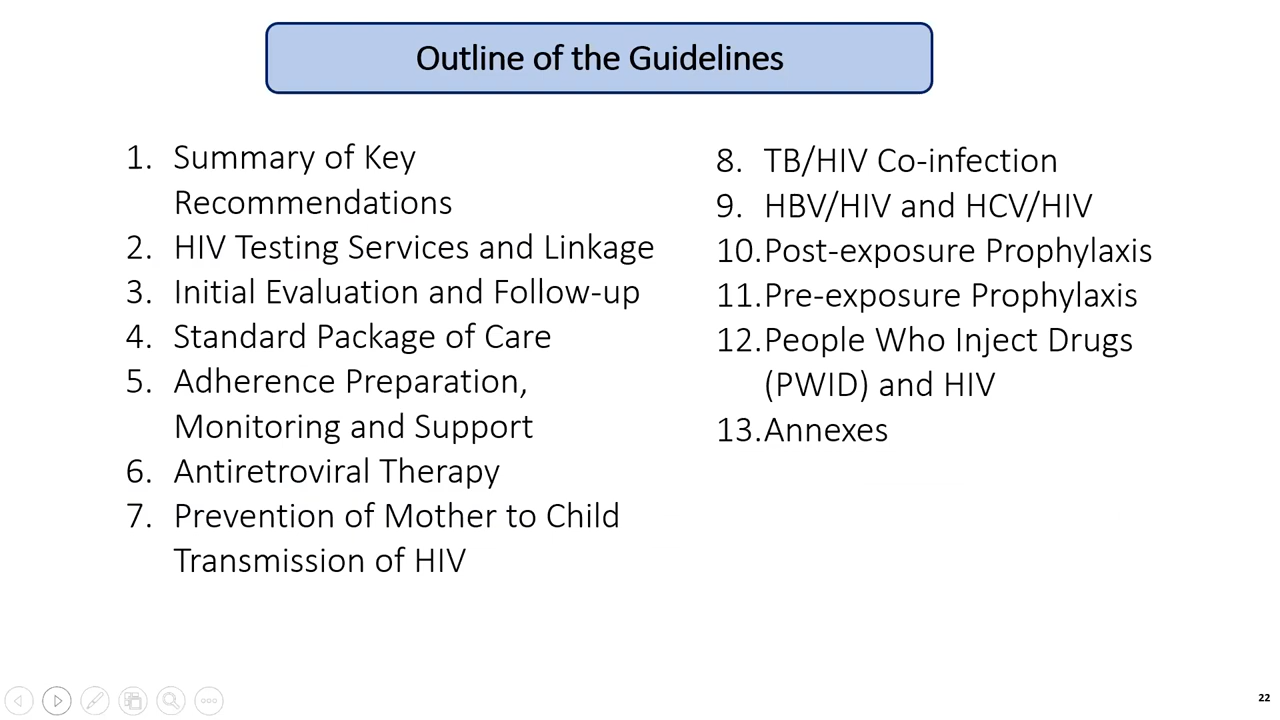 Outline of the Guidelines
1. Summary of Key
Recommendations
2. HIV Testing Services and Linkage
3. Initial Evaluation and Follow-up
4. Standard Package of Care
5. Adherence Preparation,
Monitoring and Support
6. Antiretroviral Therapy
7. Prevention of Mother to Child
Transmission of HIV
8. TB/HIV Co-infection
9. HBV/HIV and HCV/HIV
10.Post-exposure Prophylaxis
11.Pre-exposure Prophylaxis
12.People Who Inject Drugs
(PWID) and HIV
13.Annexes
22